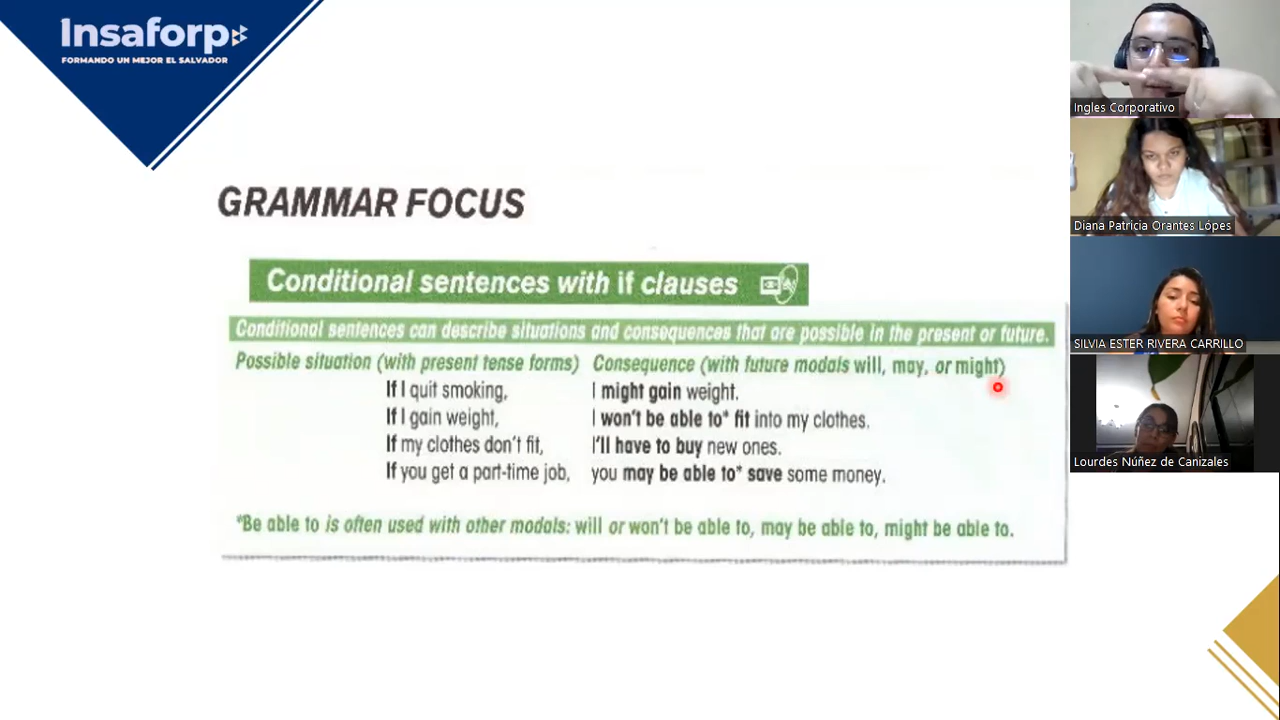 Insaforp
FORMANDO UN MEJOR EL SALVADOR
GRAMMAR FOCUS
Conditional sentences with if clauses
Conditional sentences can describe situations and consequences that are possible in the present or future.
Possible situation (with present tense forms) Consequence (with future modals will, may, or might)
If I quit smoking, I might gain weight.
If I gain weight, I won't be able to* fit into my clothes.
If my clothes don't fit, I'll have to buy new ones.
If you get a part-time job, you may be able to* save some money.
*Be able to is often used with other modals: will or won't be able to, may be able to, might be able to.
Ingles Corporativo
Diana Patricia Orantes Lópes
SILVIA ESTER RIVERA CARRILLO
Lourdes Núñez de Canizales